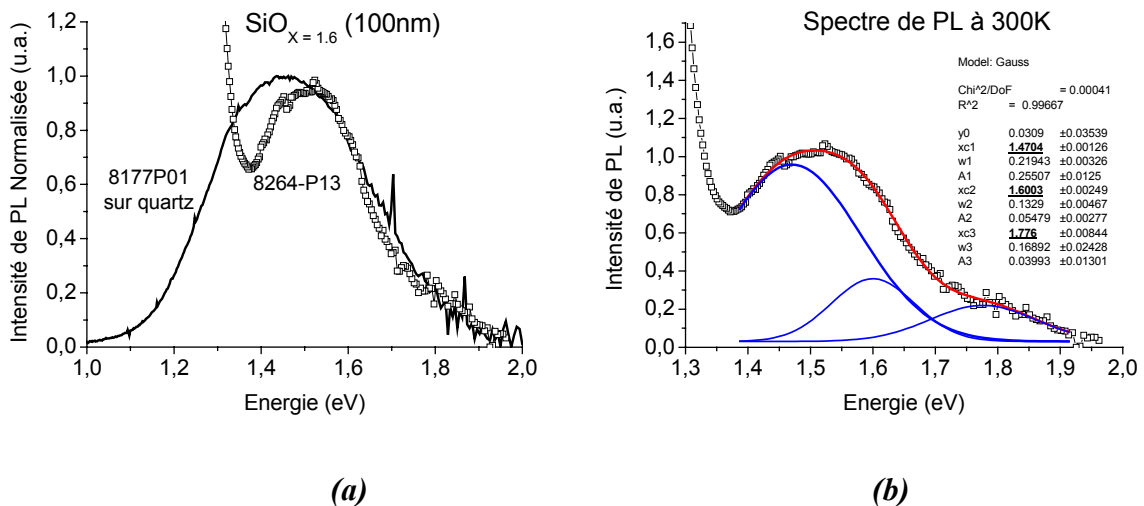 SiOX = 1.6 (100nm)
Intensité de PL Normalisée (u.a.)
1,2
1,0
0,8
0,6
0,4
0,2
0,0
8177P01
sur quartz
8264-P13
1,0
1,2
1,4
1,6
1,8
2,0
Energie (eV)
(a)
Spectre de PL à 300K
Intensité de PL (u.a.)
1,6
1,4
1,2
1,0
0,8
0,6
0,4
0,2
0,0
Model: Gauss
Chi^2/DoF = 0.00041
R^2 = 0.99667
y0 0.0309 ±0.03539
xc1 1.4704 ±0.00126
w1 0.21943 ±0.00326
A1 0.25507 ±0.0125
xc2 1.6003 ±0.00249
w2 0.1329 ±0.00467
A2 0.05479 ±0.00277
xc3 1.776 ±0.00844
w3 0.16892 ±0.02428
A3 0.03993 ±0.01301
1,3
1,4
1,5
1,6
1,7
1,8
1,9
2,0
Energie (eV)
(b)